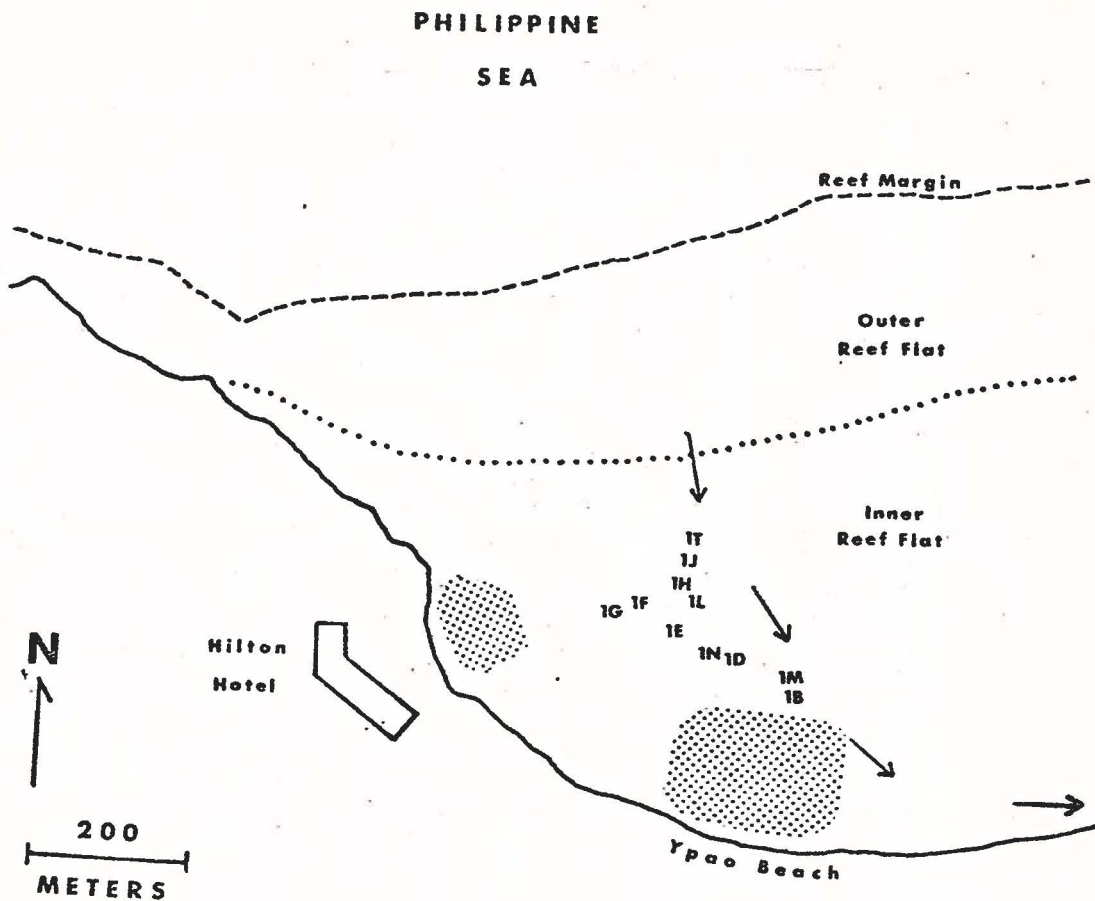 PHILIPPINE
SEA
Reef Margin
Outer
Reef Flat
Inner
Reef Flat
1T
1J
1H
1G 1F 1L
1E
1N 1D
1M
1B
Hilton
Hotel
N
200
METERS
Ypao Beach